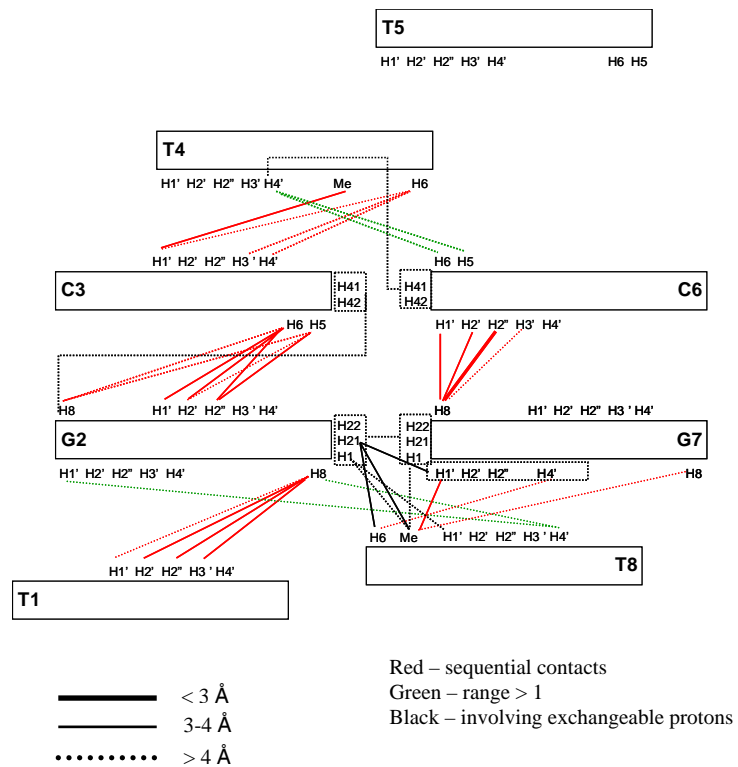 T5
H1' H2' H2" H3' H4' H6 H5
T4
H1' H2' H2" H3' H4' Me H6
H1' H2' H2" H3 ' H4' H6 H5
C3 H41 H42 H41 H42 C6
H6 H5 H1' H2' H2" H3' H4'
H8 H1' H2' H2" H3 ' H4' H8 H1' H2' H2" H3 ' H4'
G2 H22 H21 H1 H22 H21 H1 G7
H1' H2' H2" H3' H4' H8 H1' H2' H2" H4' H8
H6 Me H1' H2' H2" H3 ' H4'
H1' H2' H2" H3 ' H4'
T8
T1
Red – sequential contacts
Green – range > 1
Black – involving exchangeable protons
< 3 Å
3-4 Å
> 4 Å